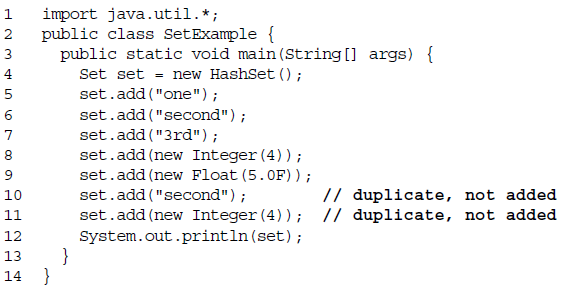 1 import java.util.*;
2 public class SetExample {
3 public static void main(String[] args) {
4 Set set = new HashSet();
5 set.add("one");
6 set.add("second");
7 set.add("3rd");
8 set.add(new Integer(4));
9 set.add(new Float(5.0F));
10 set.add("second"); // duplicate, not added
11 set.add(new Integer(4)); // duplicate, not added
12 System.out.println(set);
13 }
14 }